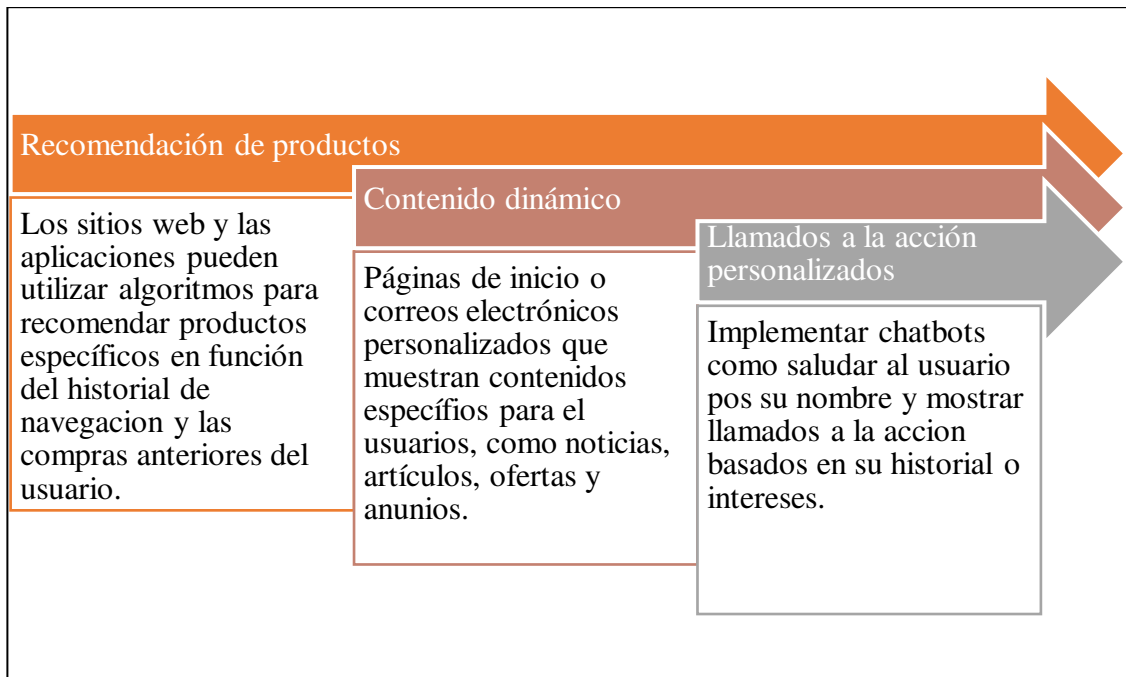 Recomendación de productos
Los sitios web y las
aplicaciones pueden
utilizar algoritmos para
recomendar productos
específicos en función
del historial de
navegacion y las
compras anteriores del
usuario.
Contenido dinámico
Páginas de inicio o
correos electrónicos
personalizados que
muestran contenidos
específios para el
usuarios, como noticias,
artículos, ofertas y
anunios.
Llamados a la acción
personalizados
Implementar chatbots
como saludar al usuario
pos su nombre y mostrar
llamados a la accion
basados en su historial o
intereses.